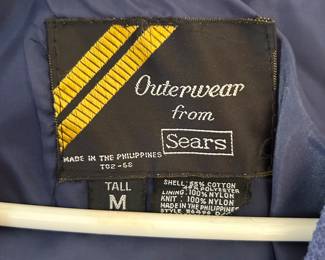 Outerwear
from
Sears
MADE IN THE PHILIPPINES
TALL
M
SHELL: % COTTON
LINING: 100% NYLON
KNIT: 100% NYLON
MADE IN THE PHILIPPINES
STYLE